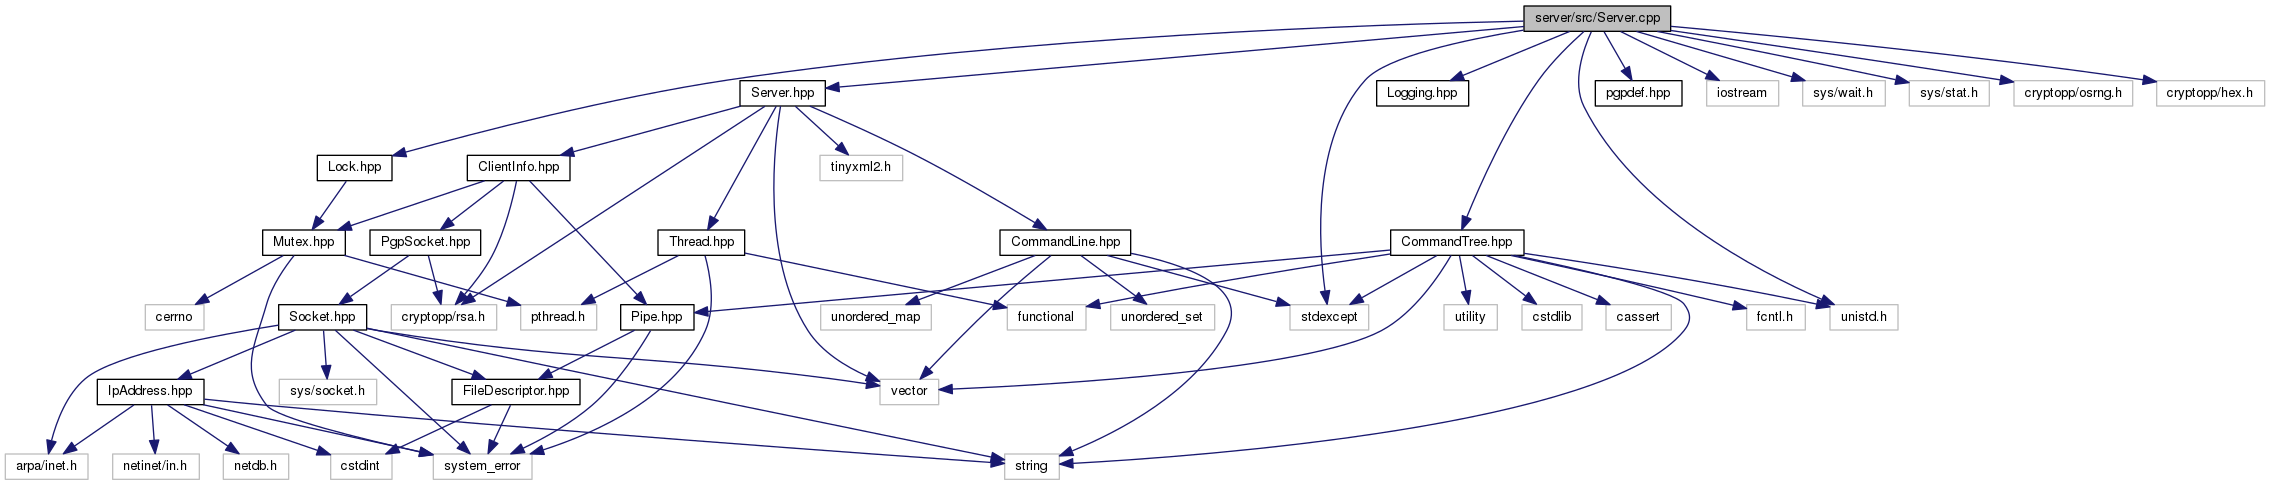 server/src/Server.cpp
Server.hpp
Logging.hpp
pgpdef.hpp
iostream
sys/wait.h
sys/stat.h
cryptopp/osrng.h
cryptopp/hex.h
Lock.hpp
ClientInfo.hpp
tinyxml2.h
Mutex.hpp
PgpSocket.hpp
Thread.hpp
CommandLine.hpp
CommandTree.hpp
cerrno
Socket.hpp
cryptopp/rsa.h
pthread.h
Pipe.hpp
unordered_map
functional
unordered_set
stdexcept
utility
cstdlib
cassert
fcntl.h
unistd.h
IpAddress.hpp
sys/socket.h
FileDescriptor.hpp
vector
arpa/inet.h
netinet/in.h
netdb.h
cstdint
system_error
string